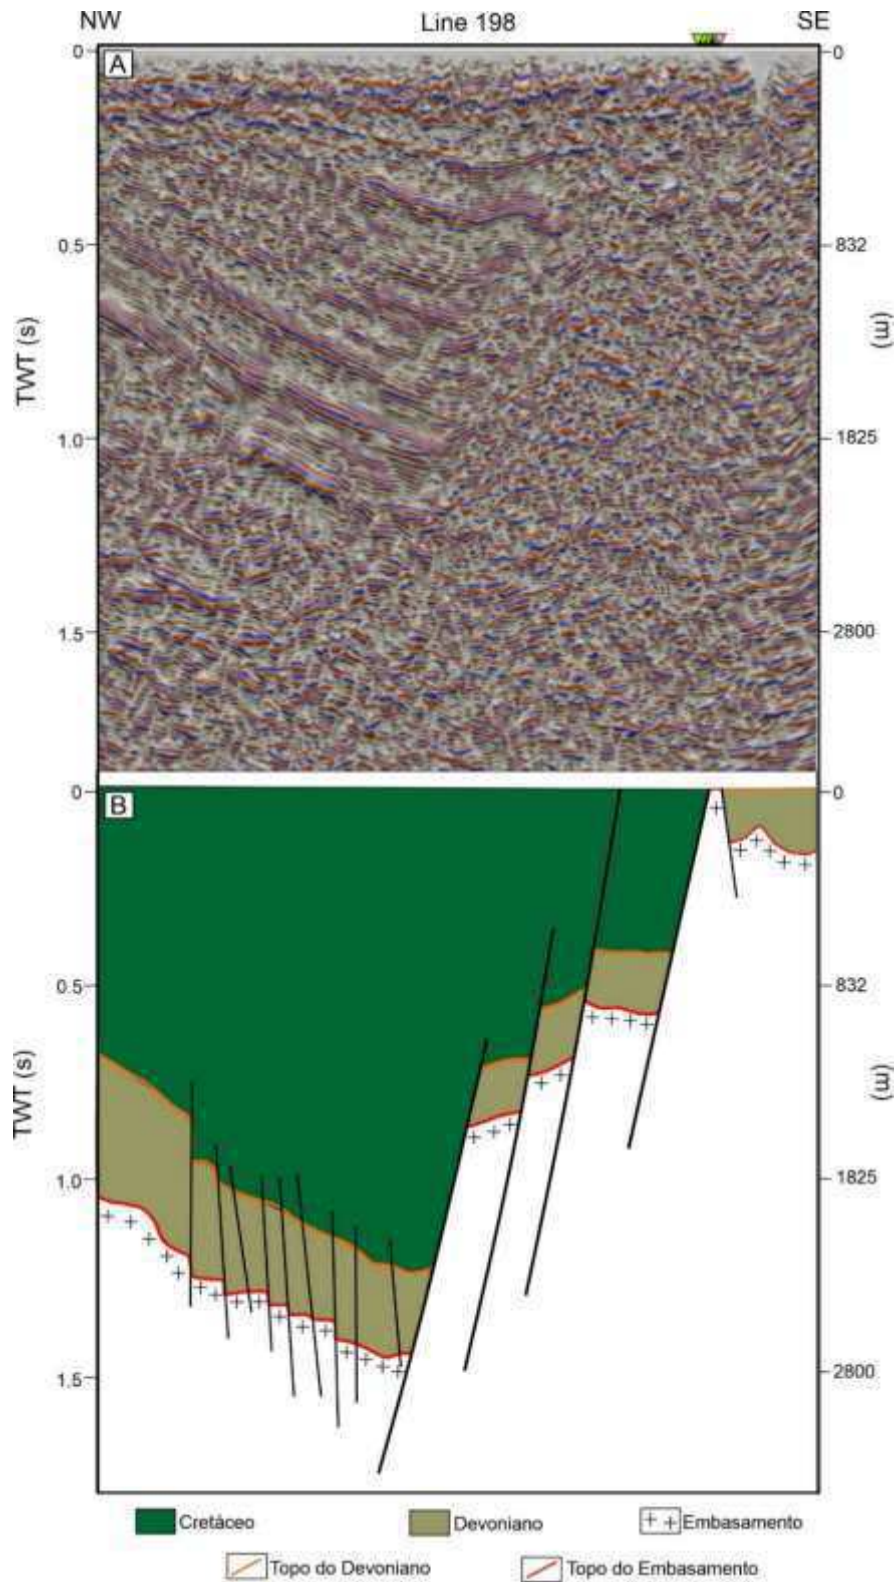 NW Line 198 SE
0 A 0
0.5 832
TWT (s) (m)
1.0 1825
1.5 2800
0 B 0
0.5 832
TWT (s) (m)
1.0 1825
1.5 2800
Cretáceo Devoniano Embasamento
Topo do Devoniano Topo do Embasamento